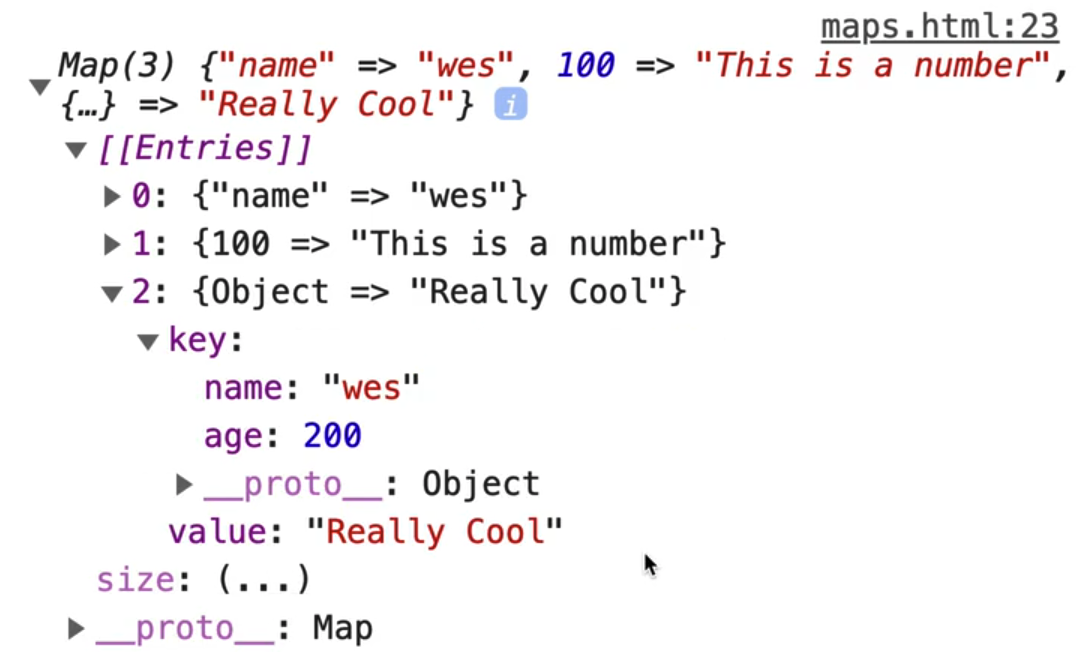 maps.html:23
Map(3) {"name" => "wes", 100 => "This is a number",
{…} => "Really Cool"} i
[[Entries]]
0: {"name" => "wes"}
1: {100 => "This is a number"}
2: {Object => "Really Cool"}
key:
name: "wes"
age: 200
__proto__: Object
value: "Really Cool"
size: (...)
__proto__: Map